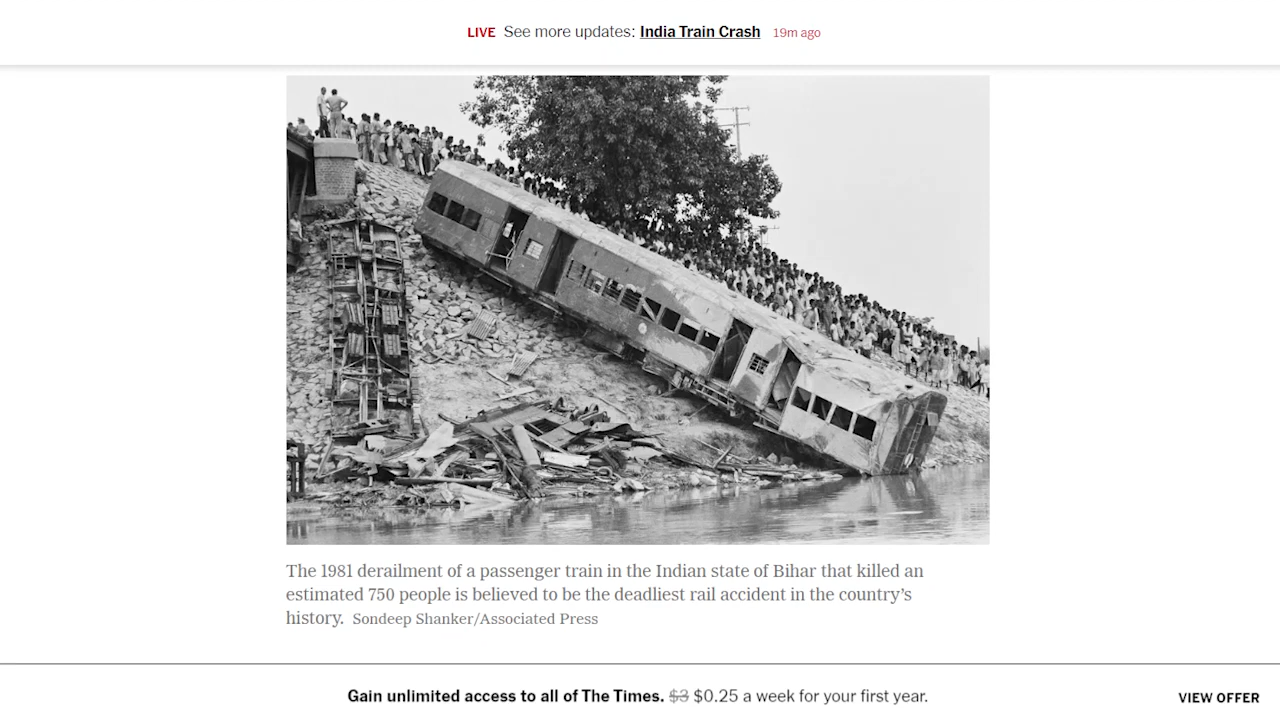 LIVE See more updates: India Train Crash 19m ago
The 1981 derailment of a passenger train in the Indian state of Bihar that killed an
estimated 750 people is believed to be the deadliest rail accident in the country’s
history. Sondeep Shanker/Associated Press
Gain unlimited access to all of The Times. $3 $0.25 a week for your first year.
VIEW OFFER